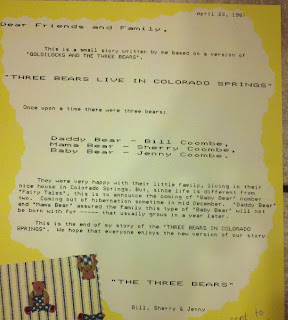 April 23, 1987
Dear Friends and Family,
This is a small story written by me based on a version of
"GOLDILOCKS AND THE THREE BEARS".
"THREE BEARS LIVE IN COLORADO SPRINGS"
Once upon a time there were three bears:
Daddy Bear - Bill Coombe,
Mama Bear - Sherry Coombe,
Baby Bear - Jenny Coombe.
They were very happy with their little family, living in their
nice house in Colorado Springs. But, since life is different from
"Fairy Tales", this is to announce the coming of "Baby Bear" number
two. Coming out of hibernation sometime in mid December. "Daddy Bear"
and "Mama Bear" assured the family this type of "Baby Bear" will not
be born with fur ----- that usually grows in a year later.
This is the end of my story of the "THREE BEARS IN COLORADO
SPRINGS". We hope that everyone enjoys the new version of our story
"THE THREE BEARS"
Bill, Sherry & Jenny
sent to